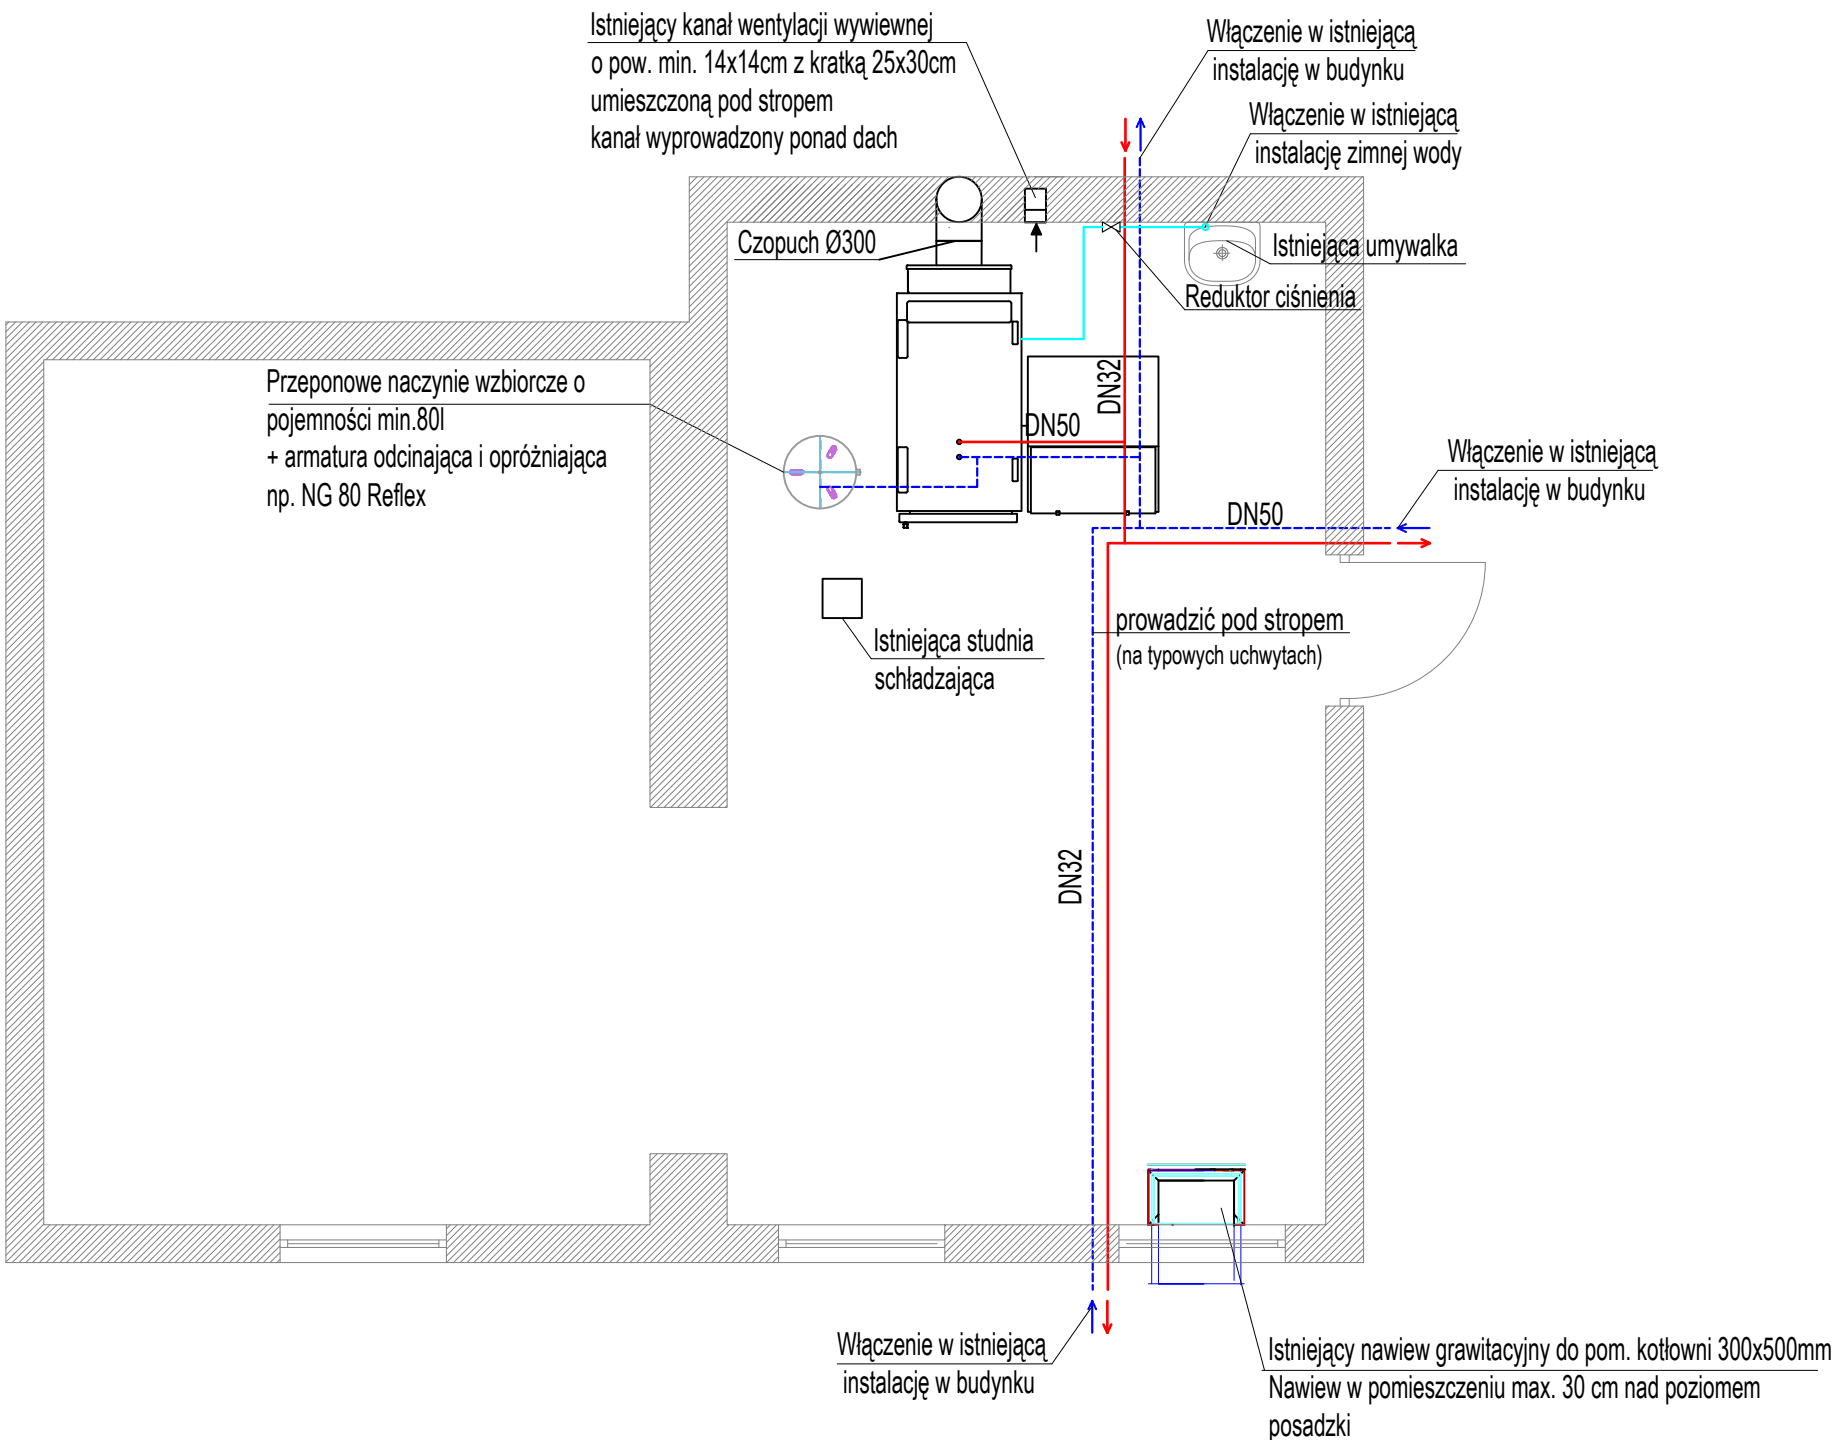 Istniejący kanał wentylacji wywiewnej
o pow. min. 14x14cm z kratką 25x30cm
umieszczoną pod stropem
kanał wyprowadzony ponad dach
Włączenie w istniejącą
instalację w budynku
Włączenie w istniejącą
instalację zimnej wody
Czopuch Ø300
Istniejąca umywalka
Reduktor ciśnienia
Przeponowe naczynie wzbiorcze o
pojemności min.80l
+ armatura odcinająca i opróżniająca
np. NG 80 Reflex
DN32
DN50
Włączenie w istniejącą
instalację w budynku
DN50
prowadzić pod stropem
(na typowych uchwytach)
Istniejąca studnia
schładzająca
DN32
Włączenie w istniejącą
instalację w budynku
Istniejący nawiew grawitacyjny do pom. kotłowni 300x500mm
Nawiew w pomieszczeniu max. 30 cm nad poziomem
posadzki